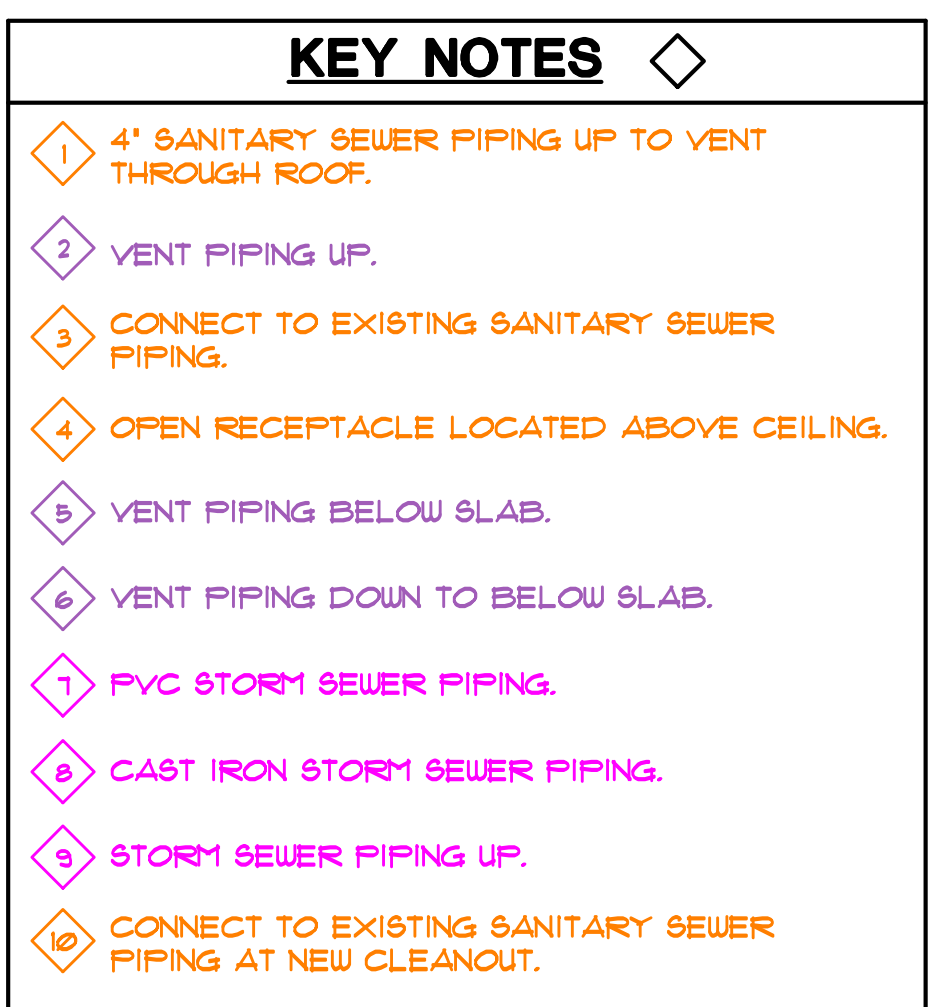 KEY NOTES
1 4" SANITARY SEWER PIPING UP TO VENT
THROUGH ROOF.
2 VENT PIPING UP.
3 CONNECT TO EXISTING SANITARY SEWER
PIPING.
4 OPEN RECEPTACLE LOCATED ABOVE CEILING.
5 VENT PIPING BELOW SLAB.
6 VENT PIPING DOWN TO BELOW SLAB.
7 PVC STORM SEWER PIPING.
8 CAST IRON STORM SEWER PIPING.
9 STORM SEWER PIPING UP.
10 CONNECT TO EXISTING SANITARY SEWER
PIPING AT NEW CLEANOUT.